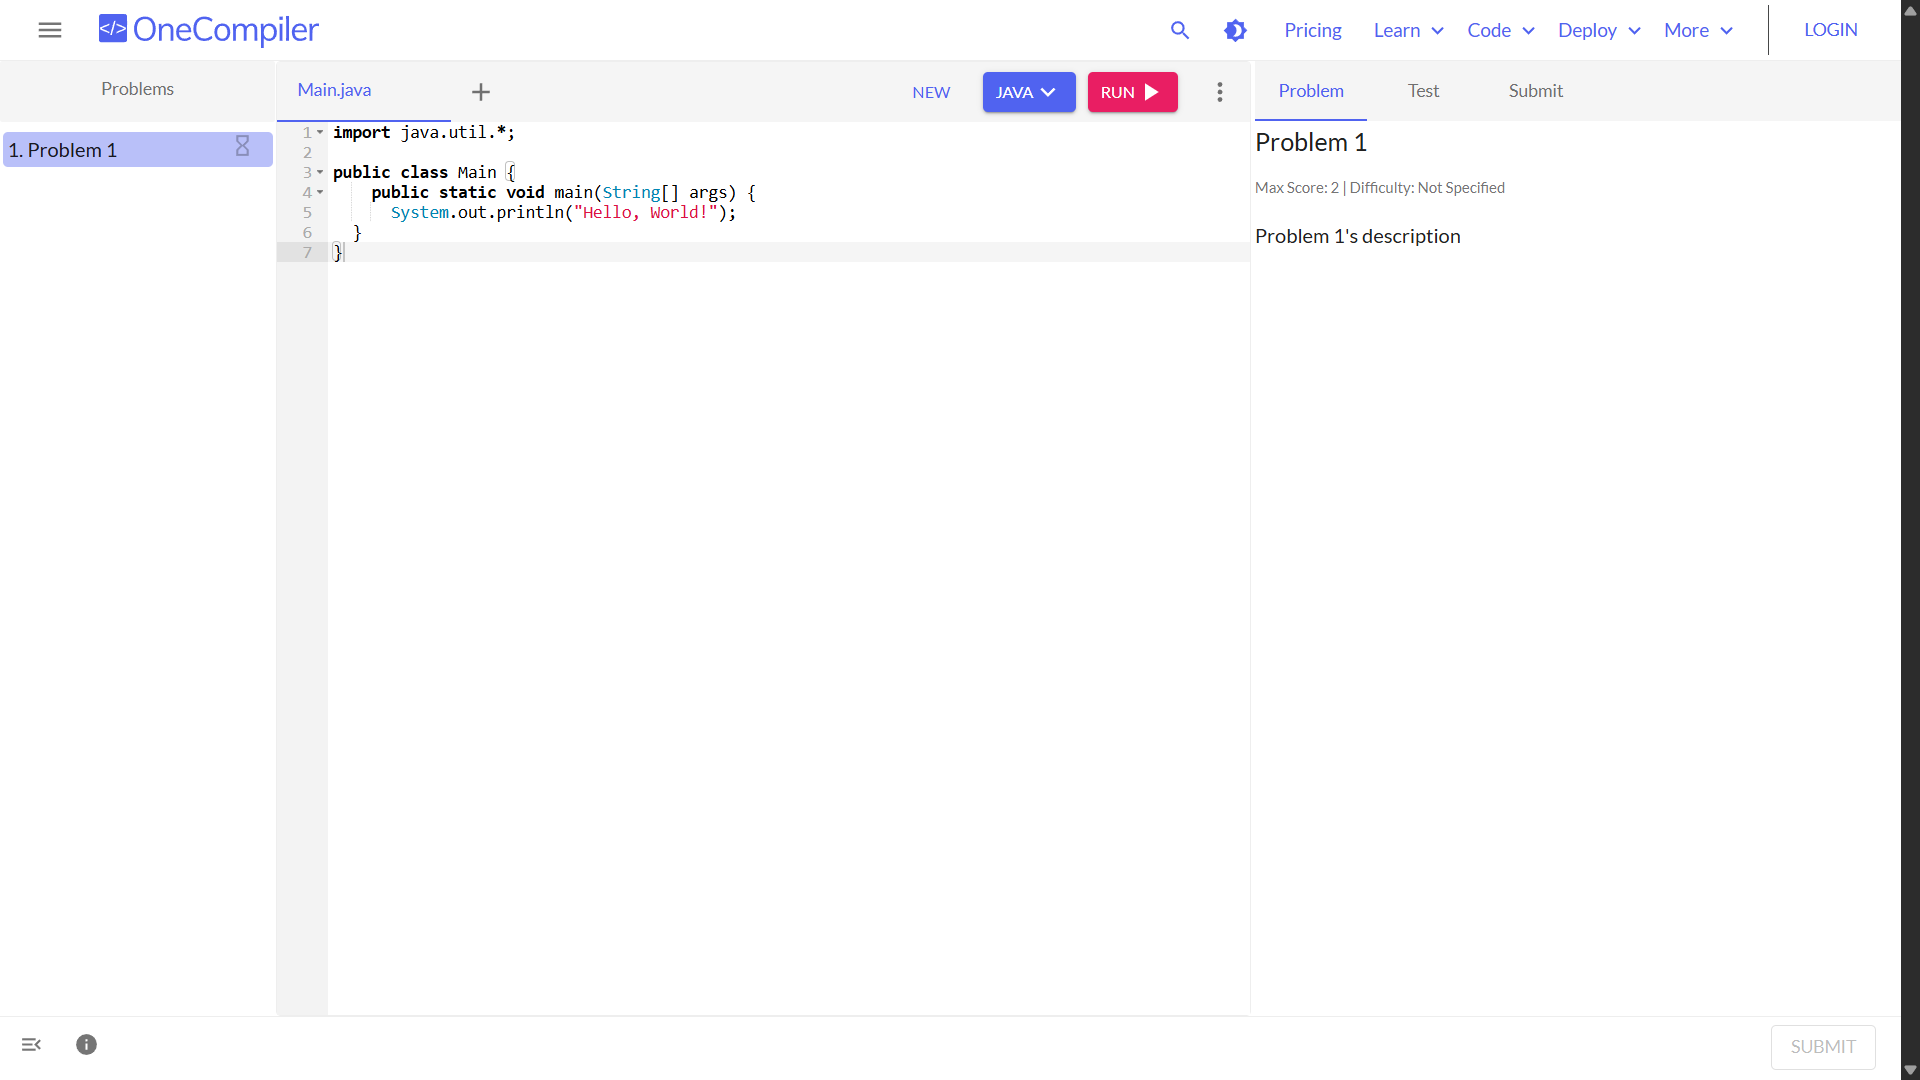 </> OneCompiler
Pricing Learn Code Deploy More LOGIN
Problems
1. Problem 1
Main.java
NEW JAVA RUN
1 import java.util.*;
2
3 public class Main {
4     public static void main(String[] args) {
5       System.out.println("Hello, World!");
6   }
7 }
Problem Test Submit
Problem 1
Max Score: 2 | Difficulty: Not Specified
Problem 1's description
SUBMIT